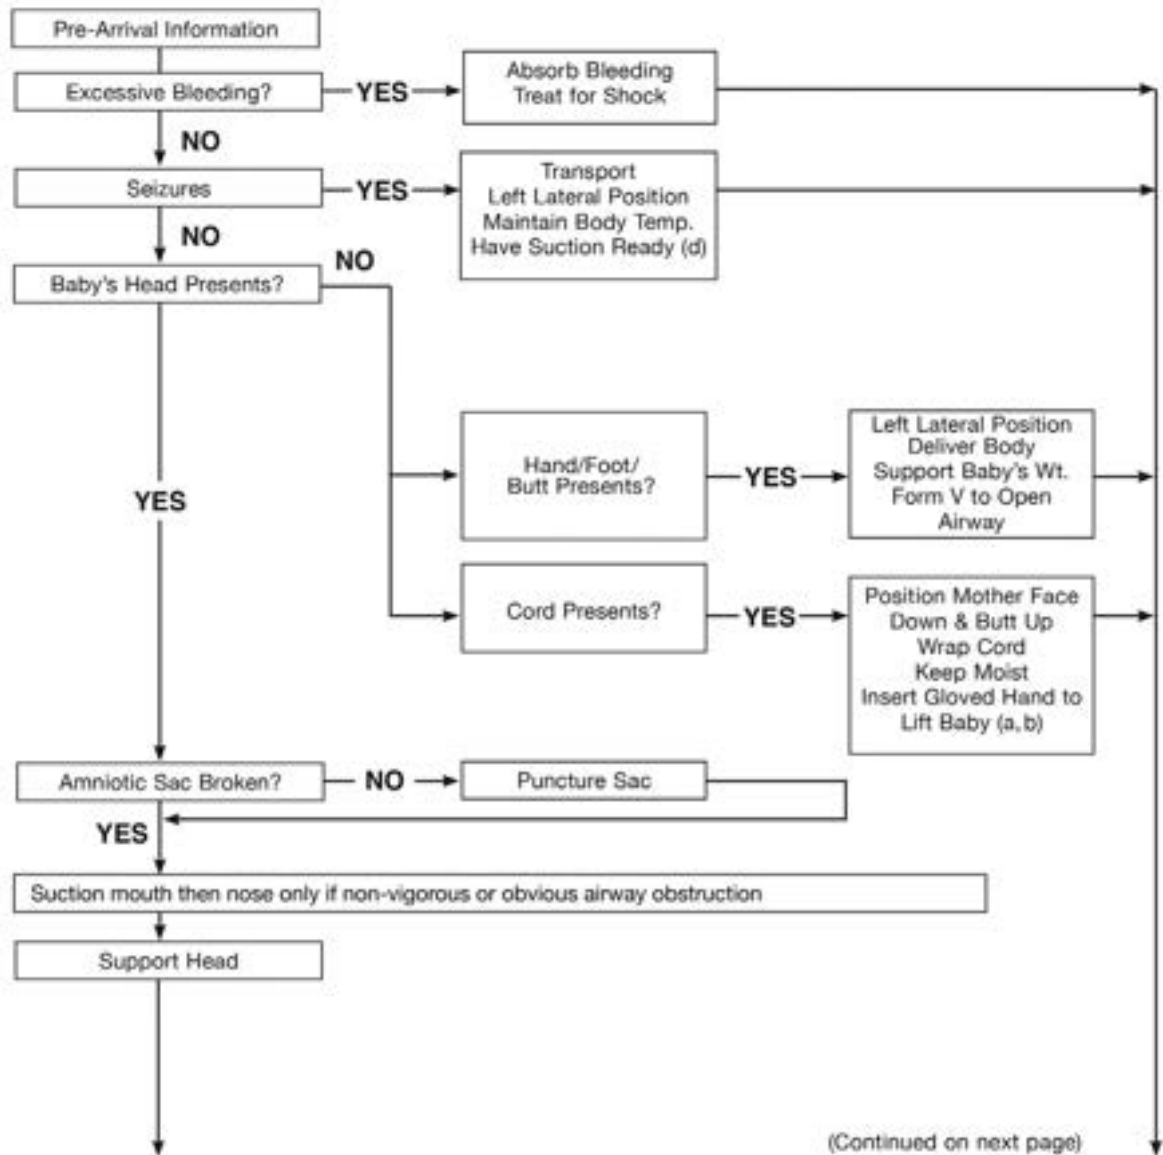 Pre-Arrival Information
Excessive Bleeding?
YES
Absorb Bleeding
Treat for Shock
NO
Seizures
YES
Transport
Left Lateral Position
Maintain Body Temp.
Have Suction Ready (d)
NO
Baby's Head Presents?
NO
Hand/Foot/
Butt Presents?
YES
Left Lateral Position
Deliver Body
Support Baby's Wt.
Form V to Open
Airway
YES
Cord Presents?
YES
Position Mother Face
Down & Butt Up
Wrap Cord
Keep Moist
Insert Gloved Hand to
Lift Baby (a,b)
Amniotic Sac Broken?
NO
Puncture Sac
YES
Suction mouth then nose only if non-vigorous or obvious airway obstruction
Support Head
(Continued on next page)